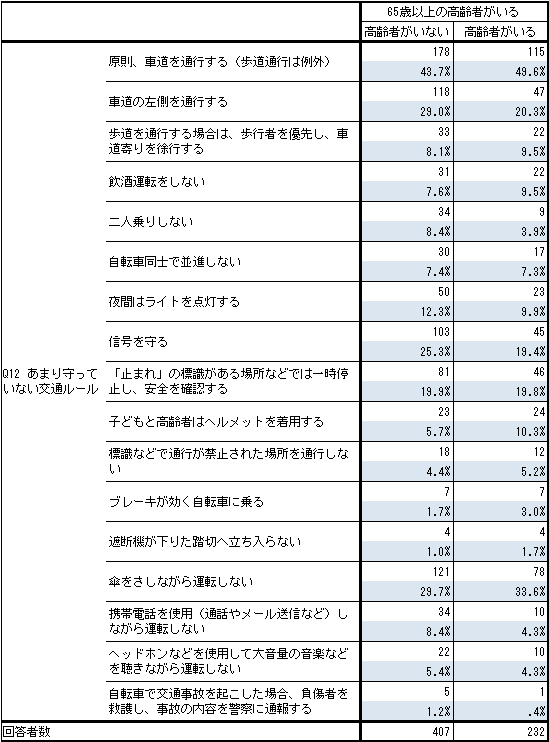 65歳以上の高齢者がいる
高齢者がいない 高齢者がいる
Q12 あまり守って
いない交通ルール
原則、車道を通行する（歩道通行は例外） 178 115
43.7% 49.6%
車道の左側を通行する 118 47
29.0% 20.3%
歩道を通行する場合は、歩行者を優先し、車 33 22
道寄りを徐行する 8.1% 9.5%
飲酒運転をしない 31 22
7.6% 9.5%
二人乗りしない 34 9
8.4% 3.9%
自転車同士で並進しない 30 17
7.4% 7.3%
夜間はライトを点灯する 50 23
12.3% 9.9%
信号を守る 103 45
25.3% 19.4%
「止まれ」の標識がある場所などでは一時停 81 46
止し、安全を確認する 19.9% 19.8%
子どもと高齢者はヘルメットを着用する 23 24
5.7% 10.3%
標識などで通行が禁止された場所を通行しな 18 12
い 4.4% 5.2%
ブレーキが効く自転車に乗る 7 7
1.7% 3.0%
遮断機が下りた踏切へ立ち入らない 4 4
1.0% 1.7%
傘をさしながら運転しない 121 78
29.7% 33.6%
携帯電話を使用（通話やメール送信など）し 34 10
ながら運転しない 8.4% 4.3%
ヘッドホンなどを使用して大音量の音楽など 22 10
を聴きながら運転しない 5.4% 4.3%
自転車で交通事故を起こした場合、負傷者を 5 1
救護し、事故の内容を警察に通報する 1.2% .4%
回答者数 407 232